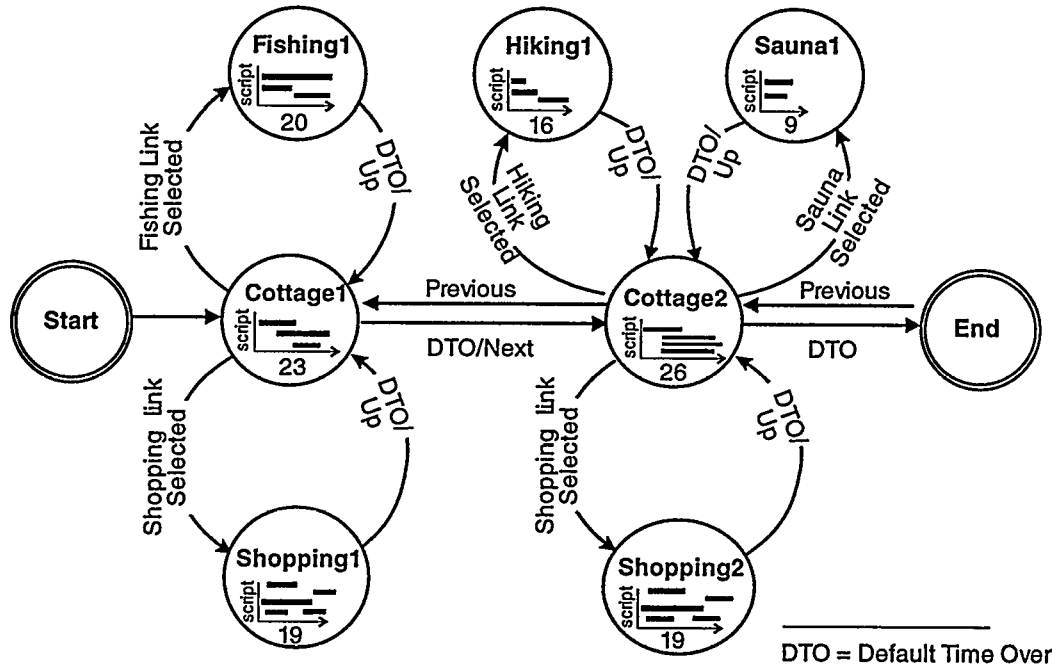 Fishing1
script
20
Hiking1
script
16
Sauna1
script
9
Fishing Link
Selected
DTO/
Up
Hiking
Link
Selected
DTO/
Up
DTO/
Up
Sauna
Link
Selected
Start
Cottage1
script
23
Previous
DTO/Next
Cottage2
script
26
Previous
DTO
End
Shopping link
Selected
DTO/
Up
Shopping link
Selected
DTO/
Up
Shopping1
script
19
Shopping2
script
19
DTO = Default Time Over